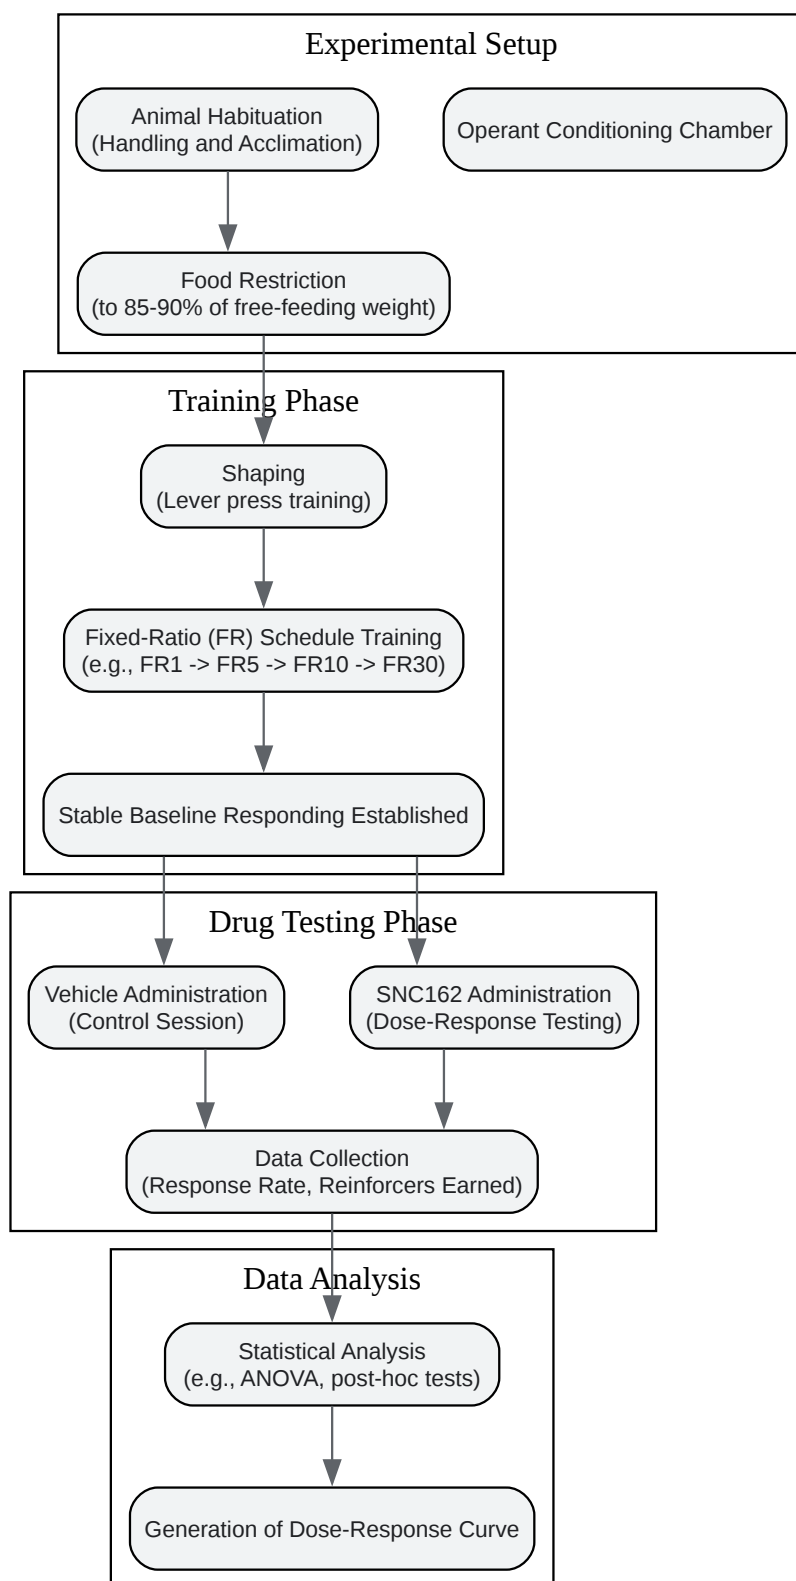 Experimental Setup
Animal Habituation
(Handling and Acclimation)
Operant Conditioning Chamber
Food Restriction
(to 85-90% of free-feeding weight)
Training Phase
Shaping
(Lever press training)
Fixed-Ratio (FR) Schedule Training
(e.g., FR1 -> FR5 -> FR10 -> FR30)
Stable Baseline Responding Established
Drug Testing Phase
Vehicle Administration
(Control Session)
SNC162 Administration
(Dose-Response Testing)
Data Collection
(Response Rate, Reinforcers Earned)
Data Analysis
Statistical Analysis
(e.g., ANOVA, post-hoc tests)
Generation of Dose-Response Curve